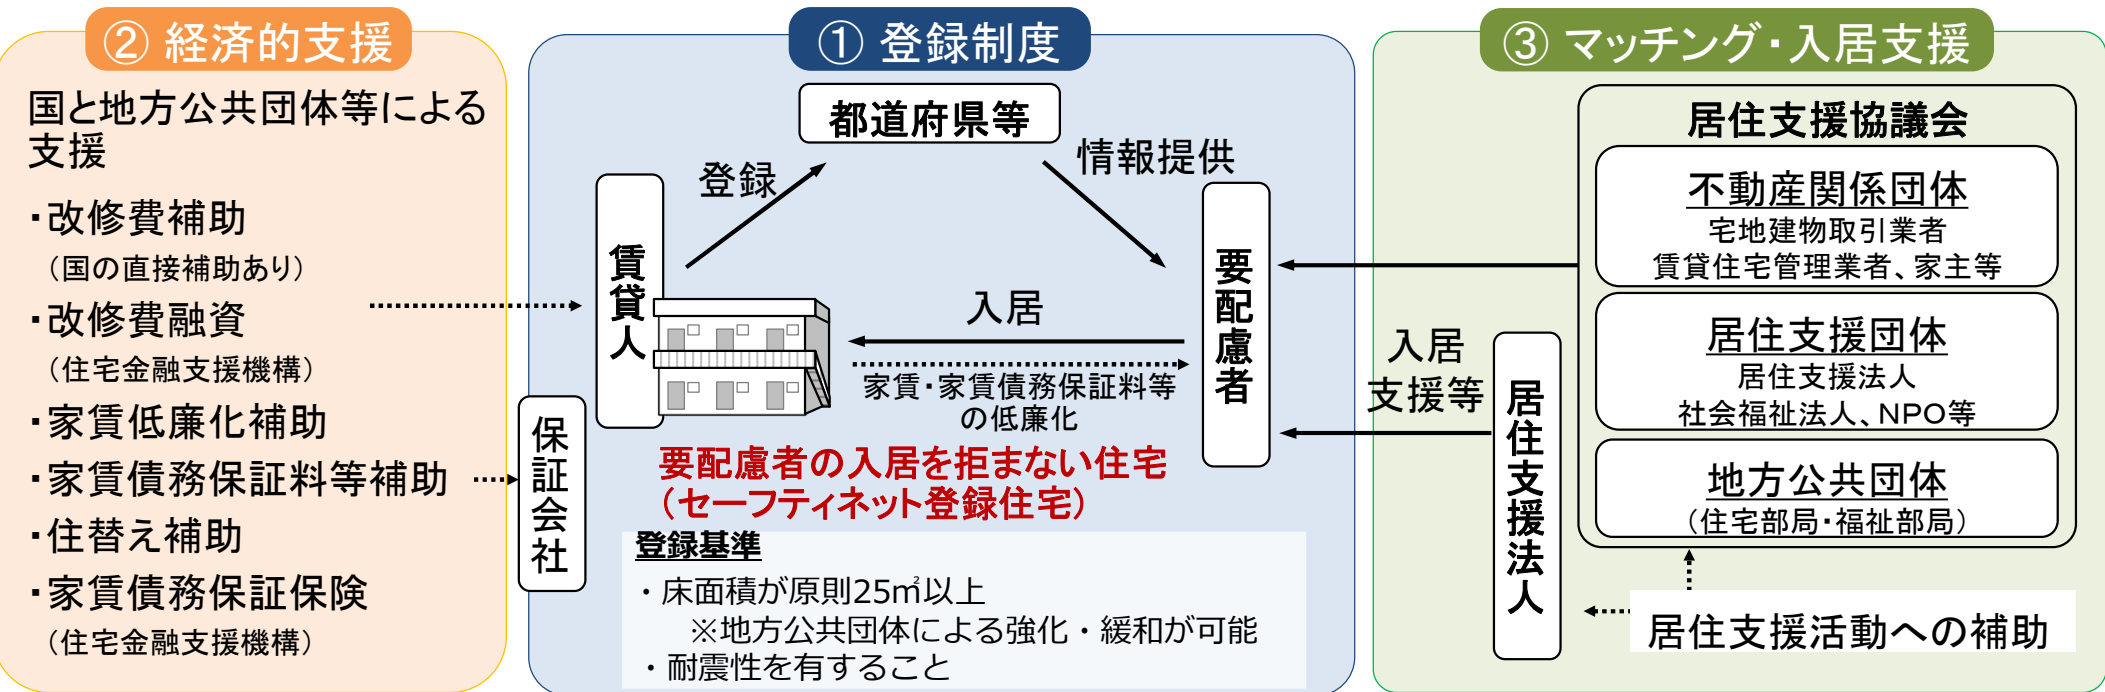 ② 経済的支援
国と地方公共団体等による
支援
・改修費補助
（国の直接補助あり）
・改修費融資
（住宅金融支援機構）
・家賃低廉化補助
・家賃債務保証料等補助
・住替え補助
・家賃債務保証保険
（住宅金融支援機構）
① 登録制度
都道府県等
登録
情報提供
賃貸人
保証会社
入居
家賃・家賃債務保証料等
の低廉化
要配慮者
要配慮者の入居を拒まない住宅
（セーフティネット登録住宅）
登録基準
・床面積が原則25㎡以上
※地方公共団体による強化・緩和が可能
・耐震性を有すること
③ マッチング・入居支援
居住支援協議会
不動産関係団体
宅地建物取引業者
賃貸住宅管理業者、家主等
居住支援団体
居住支援法人
社会福祉法人、NPO等
地方公共団体
（住宅部局・福祉部局）
入居
支援等
居住支援法人
居住支援活動への補助